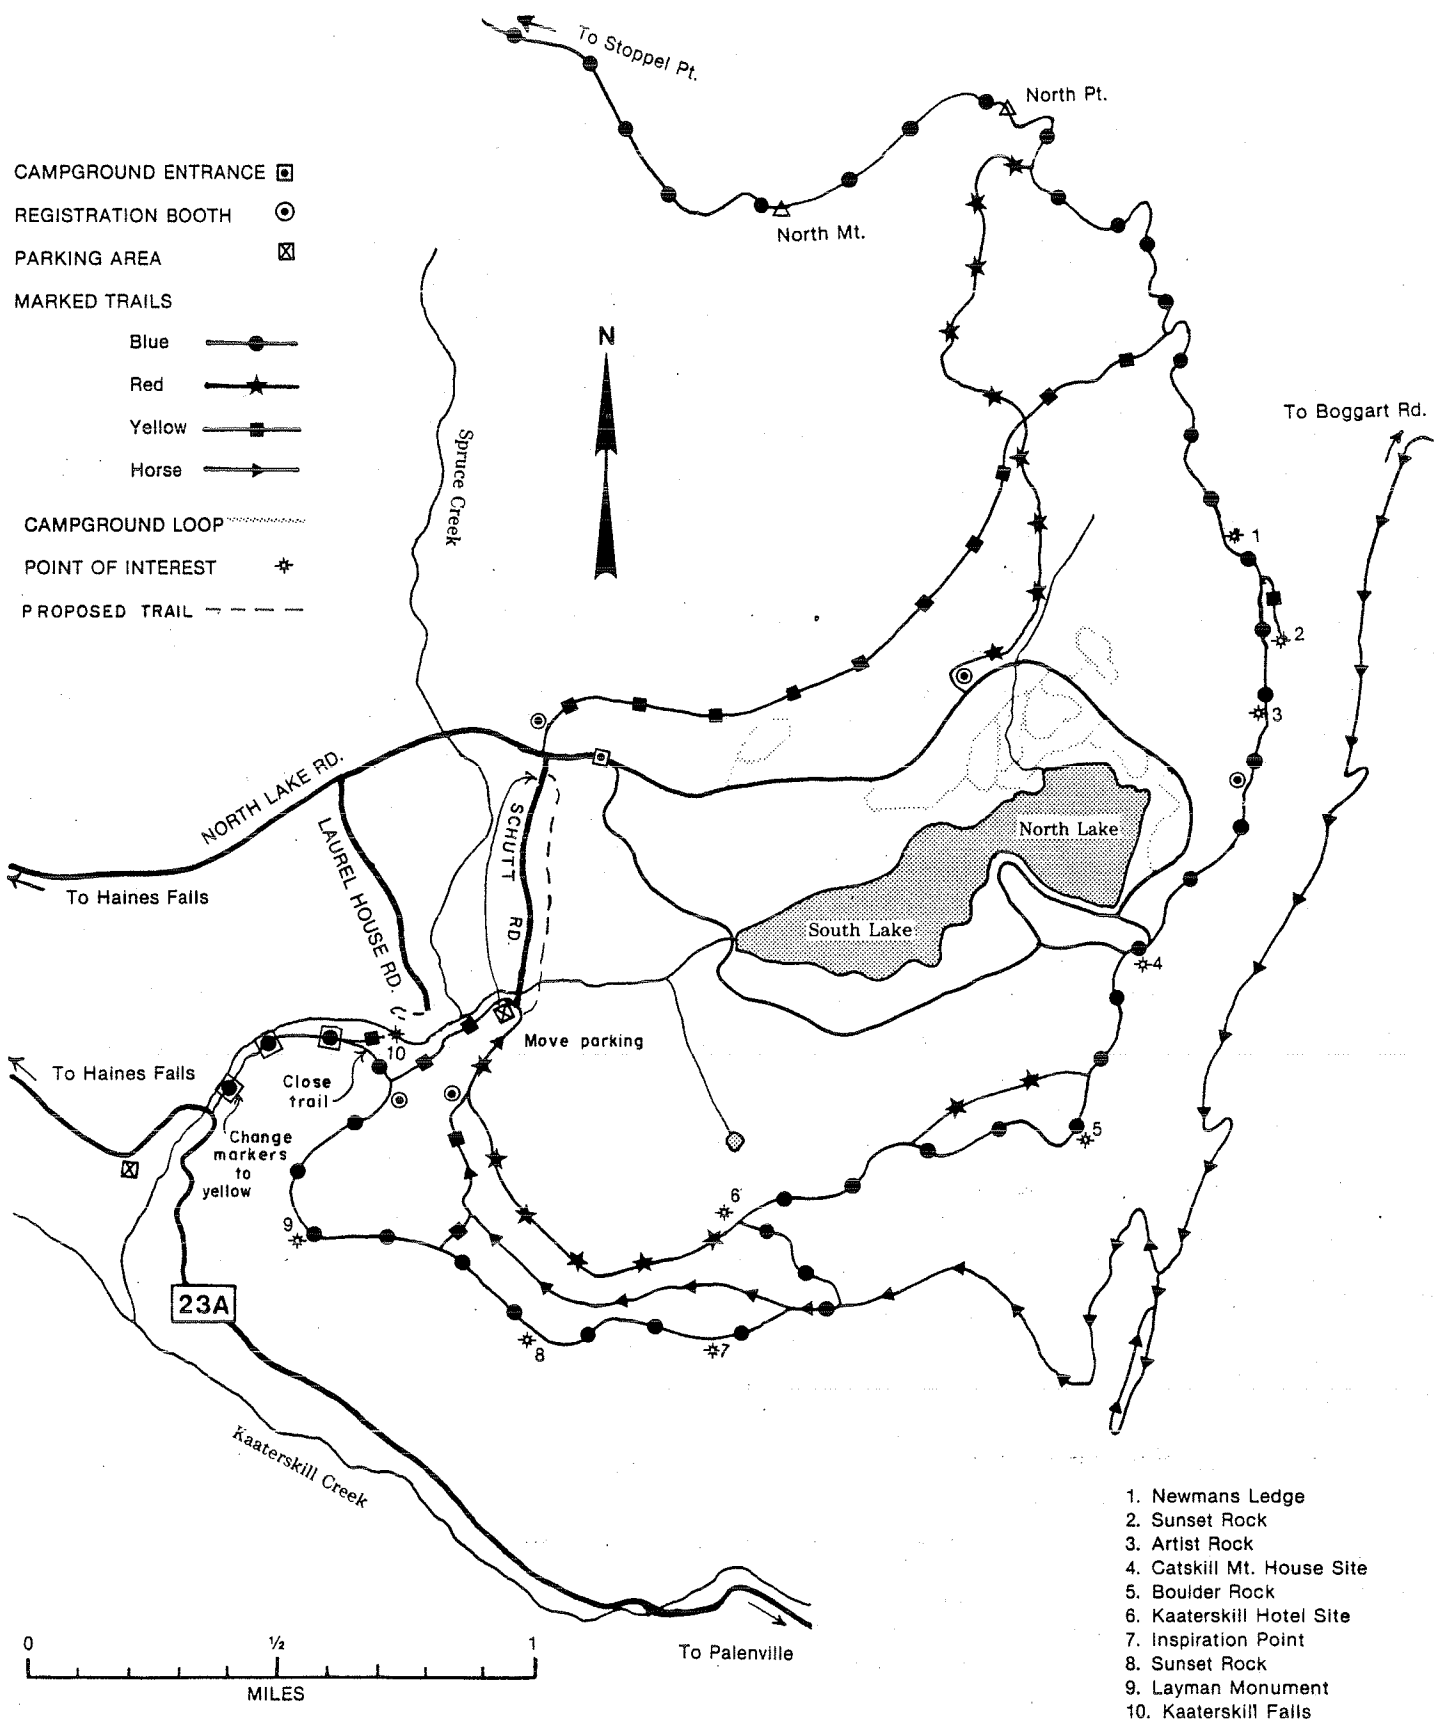 To Stoppel Pt.
North Pt.
North Mt.
CAMPGROUND ENTRANCE
REGISTRATION BOOTH
PARKING AREA
MARKED TRAILS
Blue
Red
Yellow
Horse
CAMPGROUND LOOP
POINT OF INTEREST
PROPOSED TRAIL
N
Spruce Creek
To Boggart Rd.
1
2
3
NORTH LAKE RD.
LAUREL HOUSE RD.
SCHUTT RD.
North Lake
South Lake
To Haines Falls
4
Move parking
10
To Haines Falls
Close
trail
Change
markers
to
yellow
5
6
9
23A
8
7
Kaaterskill Creek
To Palenville
0
1/2
1
MILES
1. Newmans Ledge
2. Sunset Rock
3. Artist Rock
4. Catskill Mt. House Site
5. Boulder Rock
6. Kaaterskill Hotel Site
7. Inspiration Point
8. Sunset Rock
9. Layman Monument
10. Kaaterskill Falls